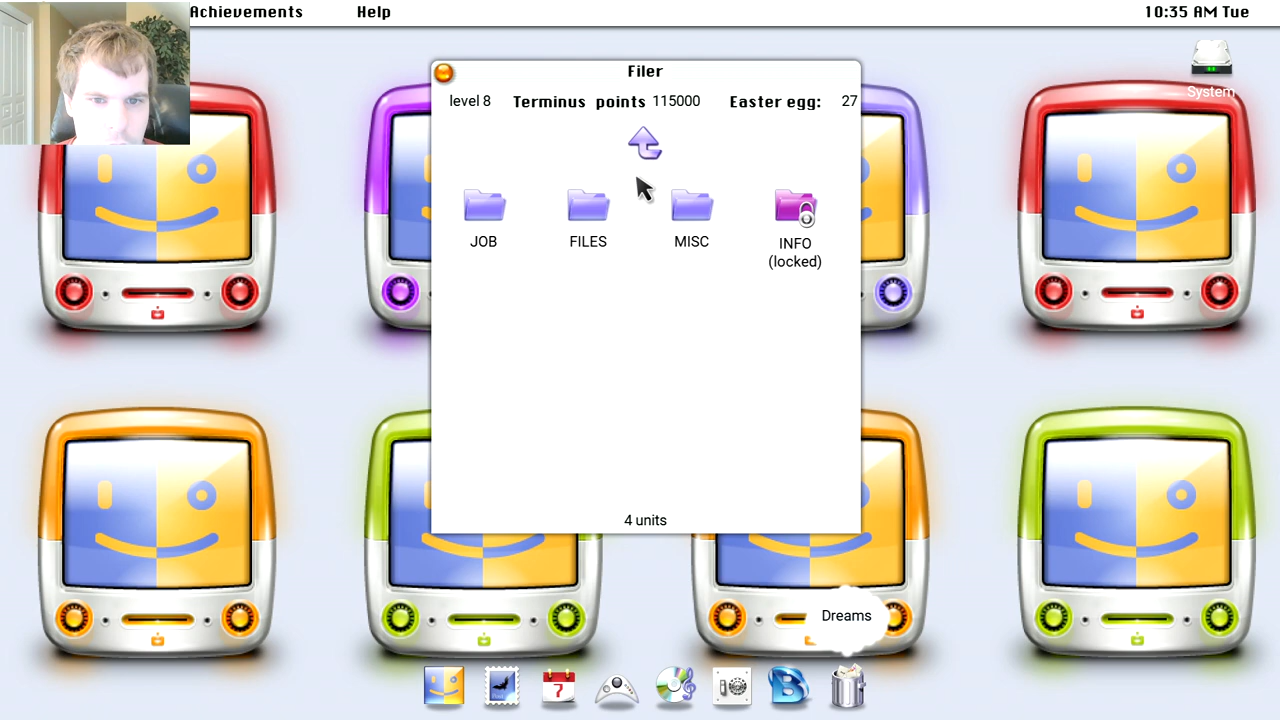 Achievements Help 10:35 AM Tue
System
Filer
level 8 Terminus points 115000 Easter egg: 27
JOB FILES MISC INFO
(locked)
4 units
Dreams
7
B